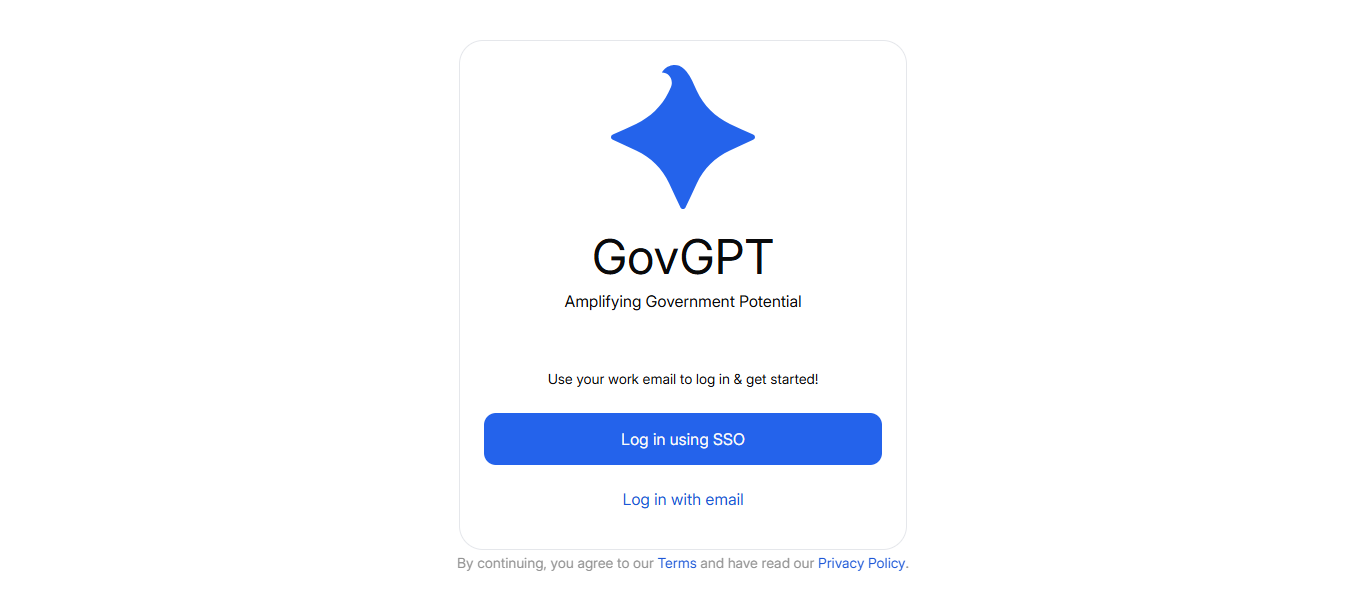 GovGPT
Amplifying Government Potential
Use your work email to log in & get started!
Log in using SSO
Log in with email
By continuing, you agree to our Terms and have read our Privacy Policy.